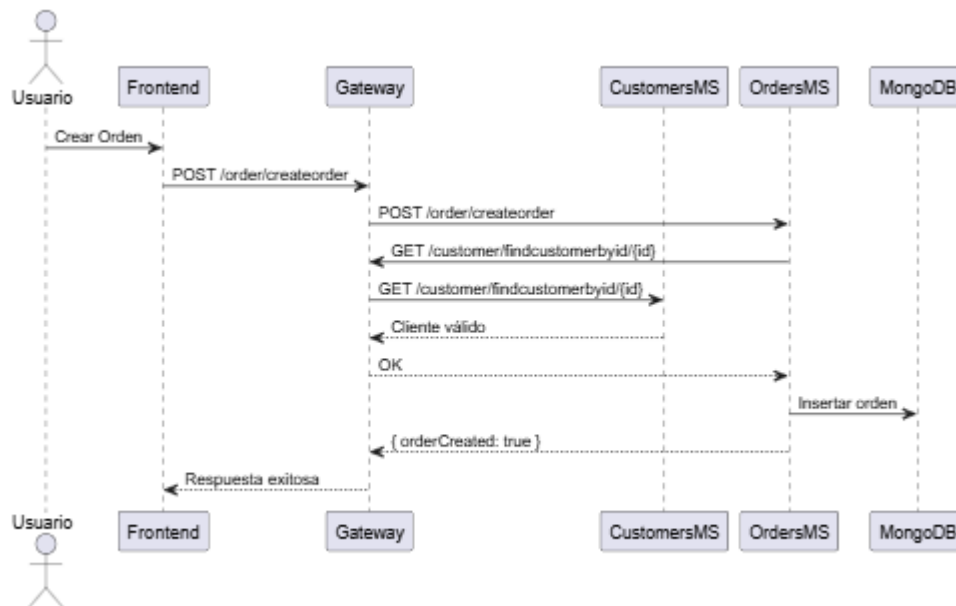 Usuario
Frontend
Gateway
CustomersMS
OrdersMS
MongoDB
Crear Orden
POST /order/createorder
POST /order/createorder
GET /customer/findcustomerbyid/{id}
GET /customer/findcustomerbyid/{id}
Cliente válido
OK
Insertar orden
{ orderCreated: true }
Respuesta exitosa
Usuario
Frontend
Gateway
CustomersMS
OrdersMS
MongoDB